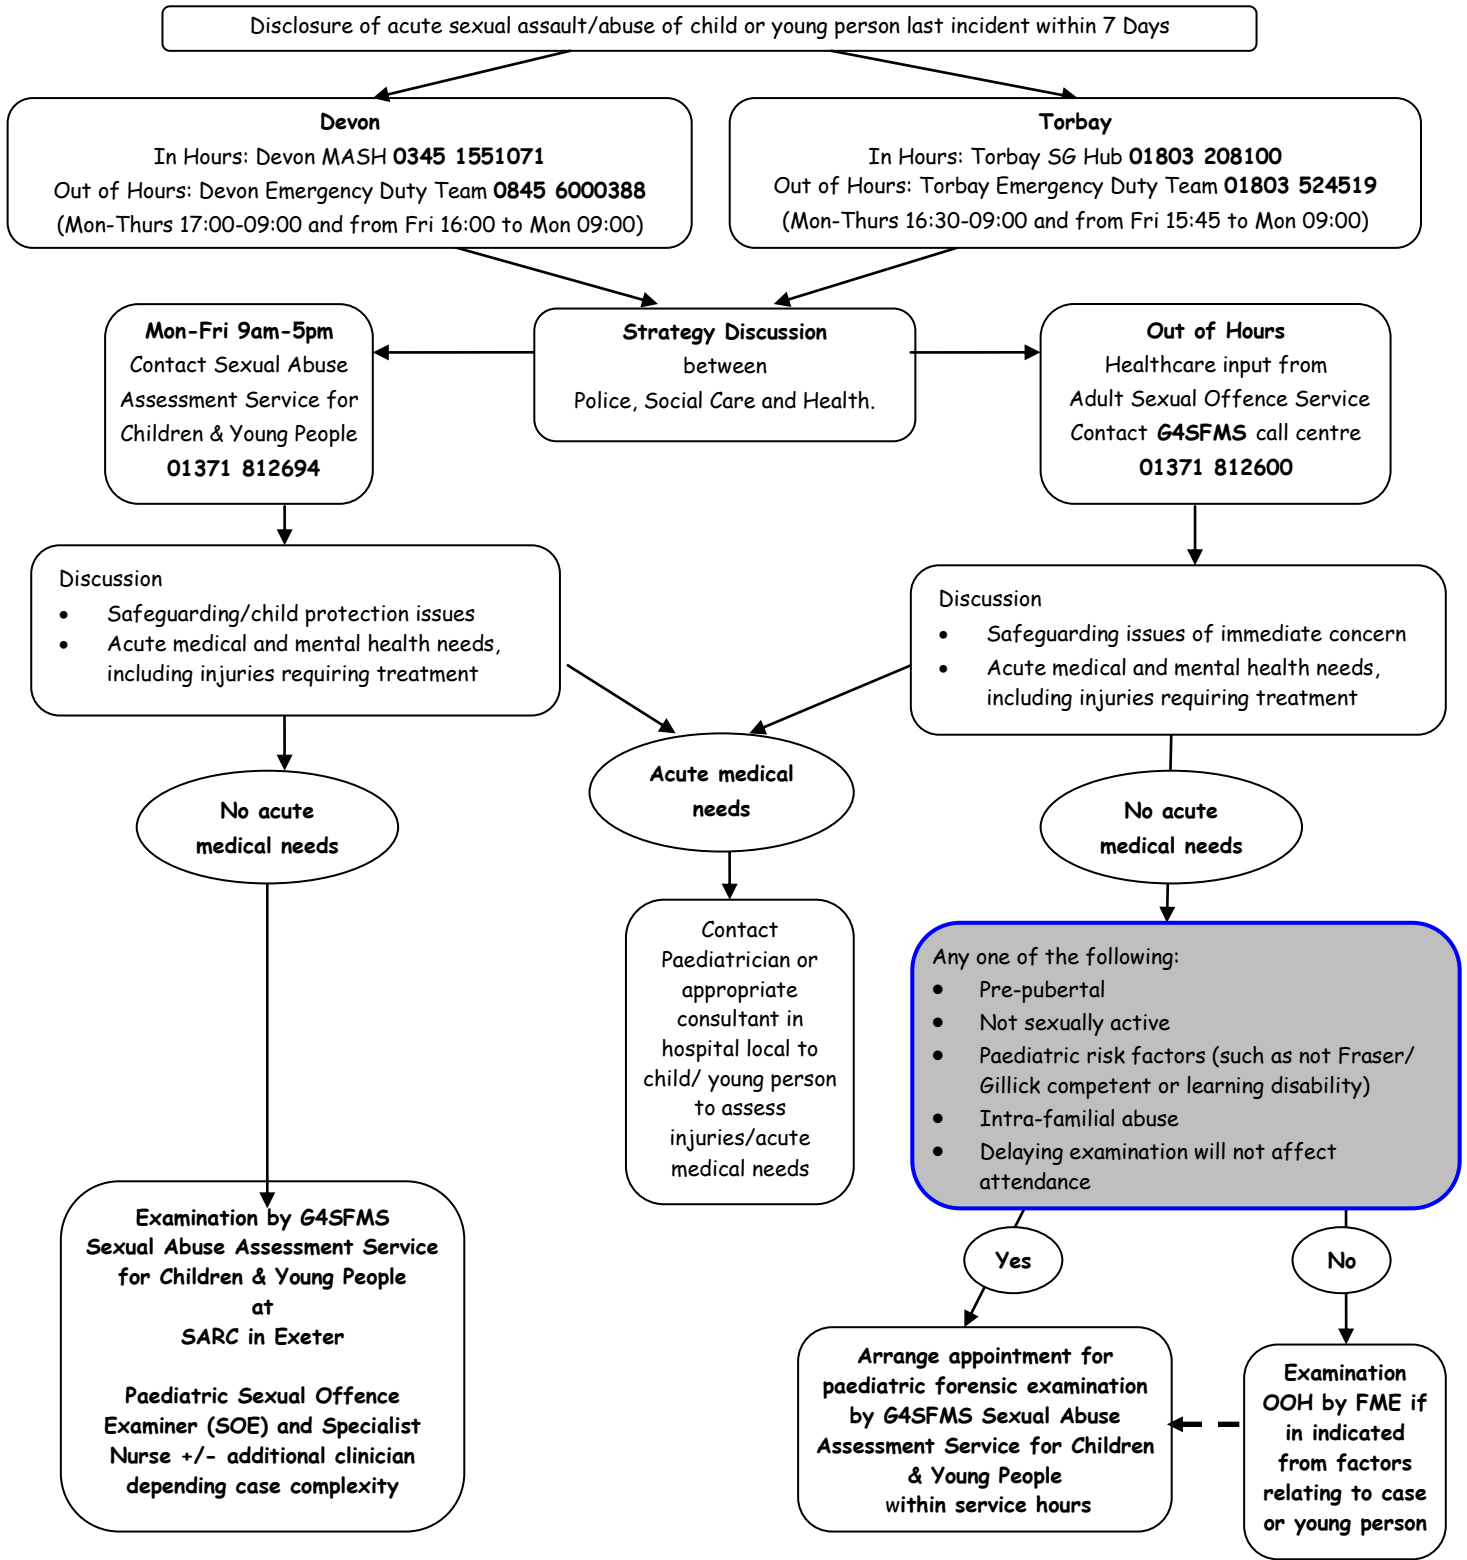 Disclosure of acute sexual assault/abuse of child or young person last incident within 7 Days
Devon
In Hours: Devon MASH 0345 1551071
Out of Hours: Devon Emergency Duty Team 0845 6000388
(Mon-Thurs 17:00-09:00 and from Fri 16:00 to Mon 09:00)
Torbay
In Hours: Torbay SG Hub 01803 208100
Out of Hours: Torbay Emergency Duty Team 01803 524519
(Mon-Thurs 16:30-09:00 and from Fri 15:45 to Mon 09:00)
Mon-Fri 9am-5pm
Contact Sexual Abuse
Assessment Service for
Children & Young People
01371 812694
Strategy Discussion
between
Police, Social Care and Health.
Out of Hours
Healthcare input from
Adult Sexual Offence Service
Contact G4SFMS call centre
01371 812600
Discussion
• Safeguarding/child protection issues
• Acute medical and mental health needs,
including injuries requiring treatment
Discussion
• Safeguarding issues of immediate concern
• Acute medical and mental health needs,
including injuries requiring treatment
No acute
medical needs
Acute medical
needs
No acute
medical needs
Contact
Paediatrician or
appropriate
consultant in
hospital local to
child/ young person
to assess
injuries/acute
medical needs
Any one of the following:
• Pre-pubertal
• Not sexually active
• Paediatric risk factors (such as not Fraser/
Gillick competent or learning disability)
• Intra-familial abuse
• Delaying examination will not affect
attendance
Examination by G4SFMS
Sexual Abuse Assessment Service
for Children & Young People
at
SARC in Exeter
Paediatric Sexual Offence
Examiner (SOE) and Specialist
Nurse +/- additional clinician
depending case complexity
Yes
No
Arrange appointment for
paediatric forensic examination
by G4SFMS Sexual Abuse
Assessment Service for Children
& Young People
within service hours
Examination
OOH by FME if
in indicated
from factors
relating to case
or young person